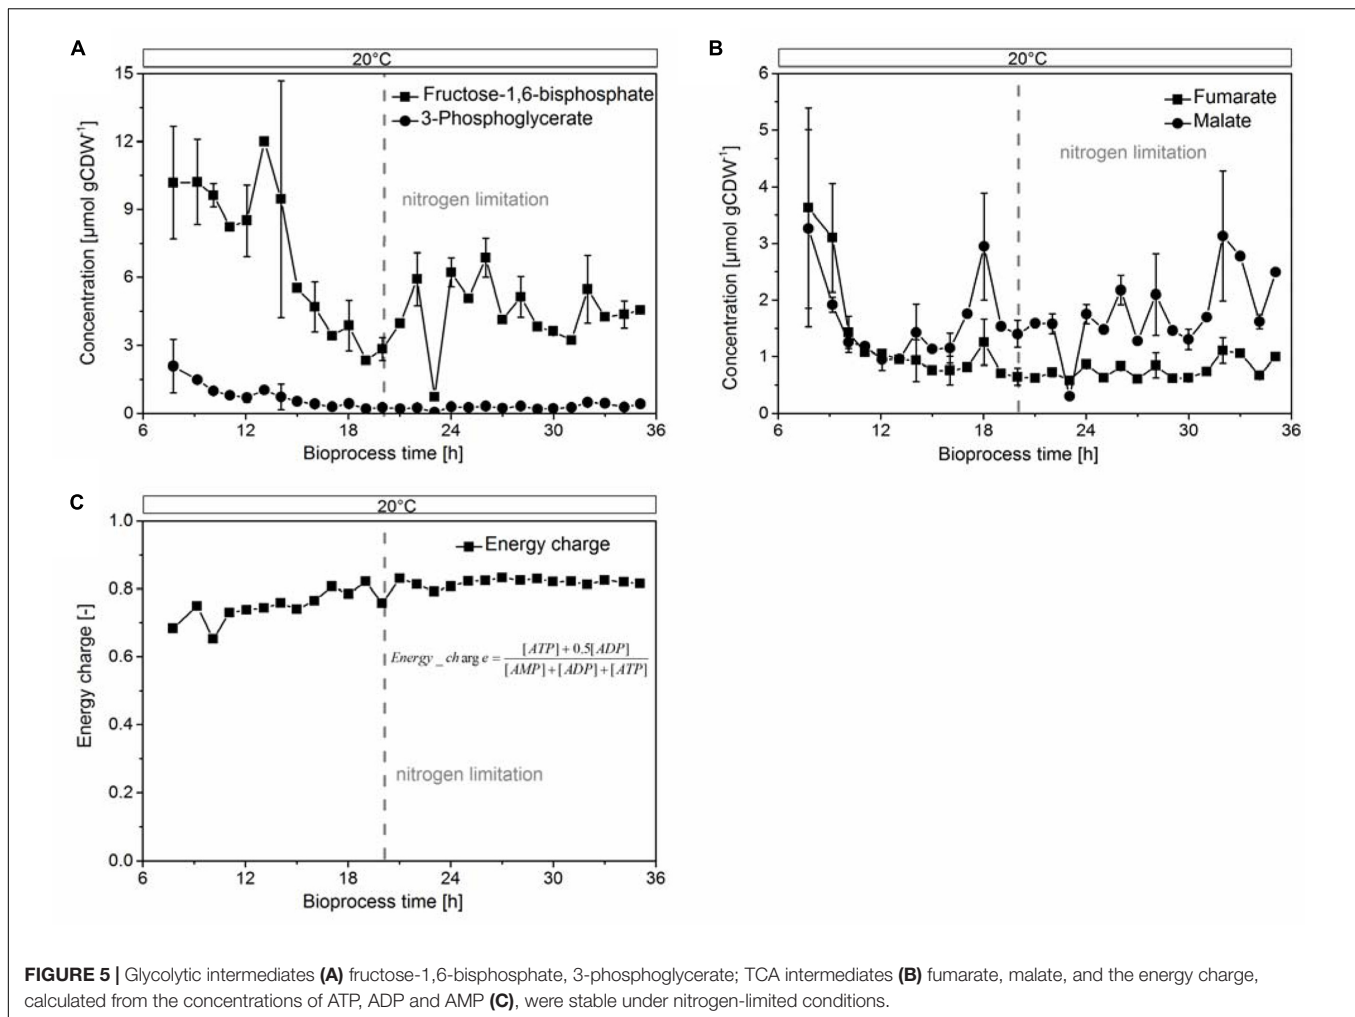 A
20°C
15
12
9
6
3
0
Concentration [µmol gCDW⁻¹]
Fructose-1,6-bisphosphate
3-Phosphoglycerate
nitrogen limitation
6 12 18 24 30 36
Bioprocess time [h]
B
20°C
6
5
4
3
2
1
0
Concentration [µmol gCDW⁻¹]
Fumarate
Malate
nitrogen limitation
6 12 18 24 30 36
Bioprocess time [h]
C
20°C
1.0
0.8
0.6
0.4
0.2
0.0
Energy charge [-]
Energy charge
Energy_charge = [ATP]+0.5[ADP] / [AMP]+[ADP]+[ATP]
nitrogen limitation
6 12 18 24 30 36
Bioprocess time [h]
FIGURE 5 | Glycolytic intermediates (A) fructose-1,6-bisphosphate, 3-phosphoglycerate; TCA intermediates (B) fumarate, malate, and the energy charge,
calculated from the concentrations of ATP, ADP and AMP (C), were stable under nitrogen-limited conditions.